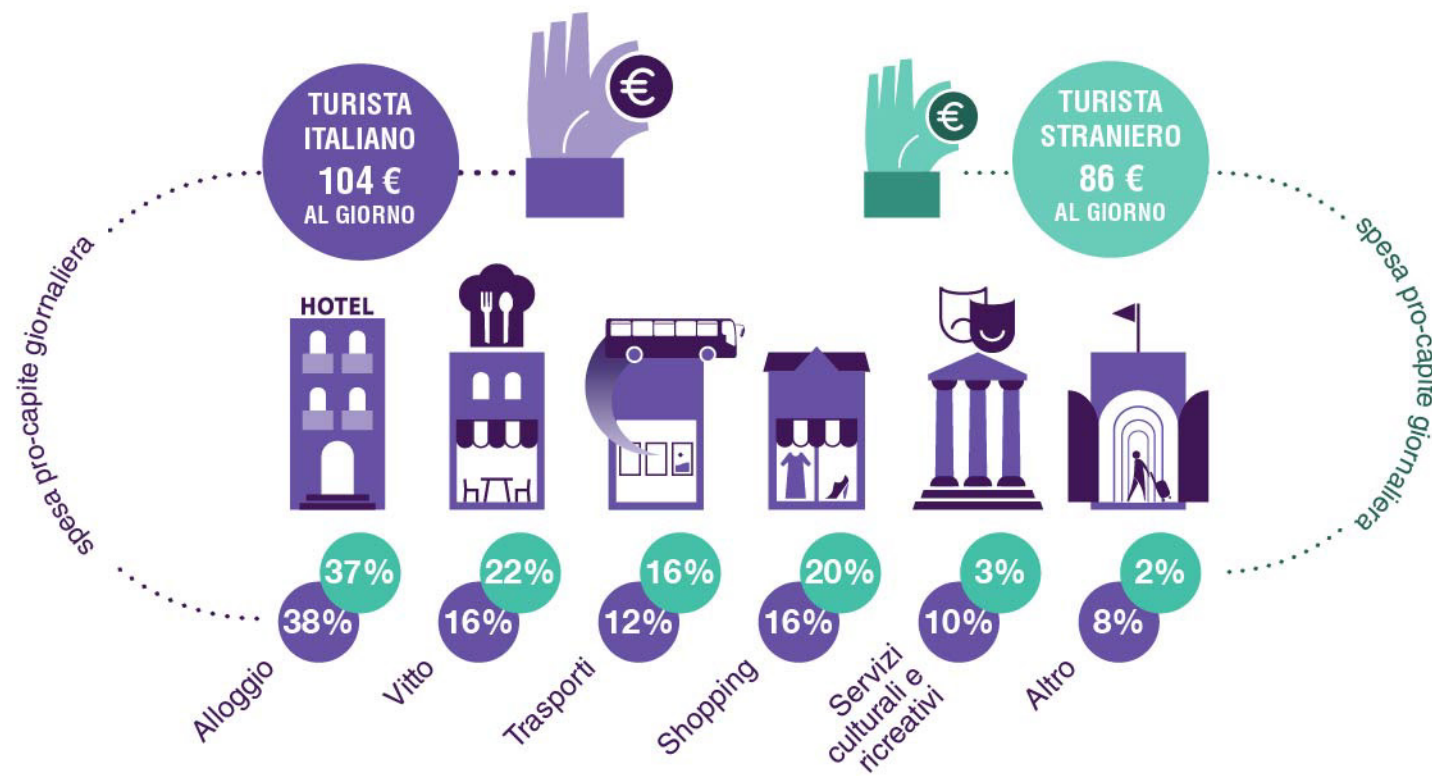 TURISTA
ITALIANO
104 €
AL GIORNO
€
€
TURISTA
STRANIERO
86 €
AL GIORNO
spesa pro-capite giornaliera
spesa pro-capite giornaliera
HOTEL
37%
22%
16%
20%
3%
2%
38%
16%
12%
16%
10%
8%
Alloggio
Vitto
Trasporti
Shopping
Servizi
culturali e
ricreativi
Altro